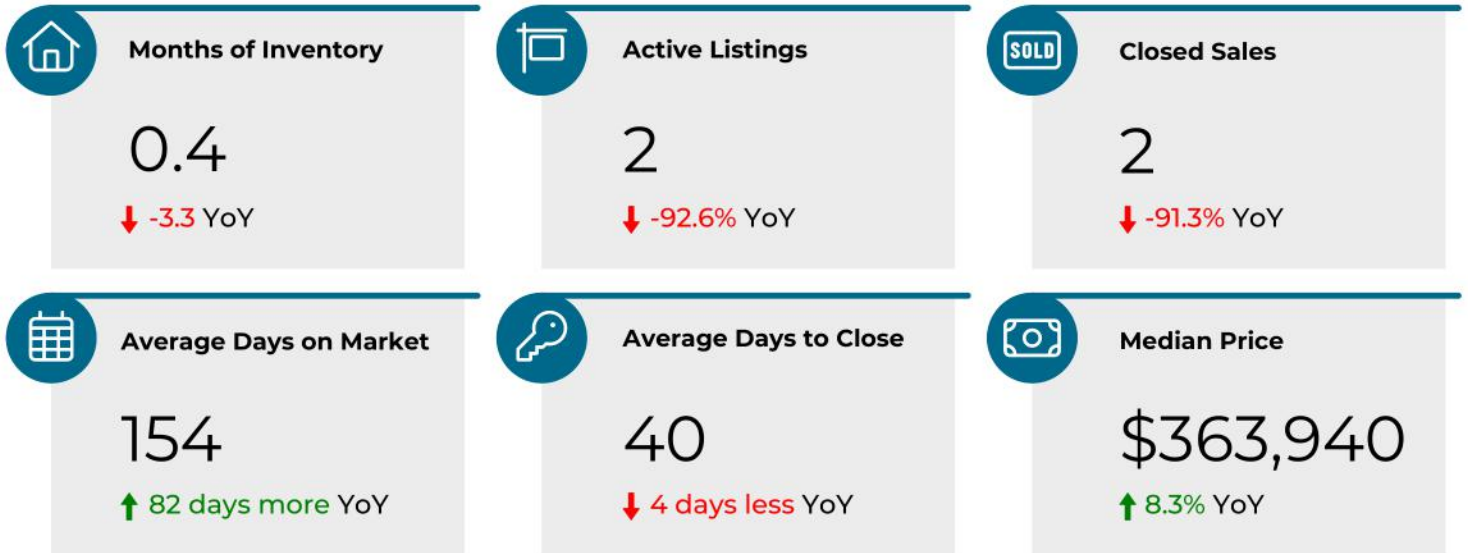 Months of Inventory
0.4
-3.3 YoY
Active Listings
2
-92.6% YoY
SOLD
Closed Sales
2
-91.3% YoY
Average Days on Market
154
82 days more YoY
Average Days to Close
40
4 days less YoY
Median Price
$363,940
8.3% YoY